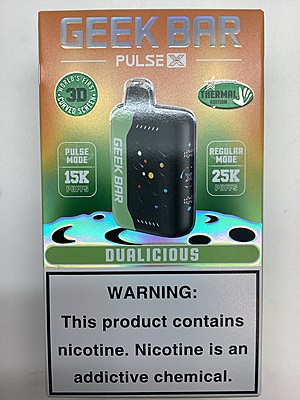 GEEK BAR
PULSE X
WORLD'S FIRST
3D
CURVED SCREEN
THERMAL
EDITION
PULSE
MODE
15K
PUFFS
REGULAR
MODE
25K
PUFFS
GEEK BAR
DUALICIOUS
WARNING:
This product contains
nicotine. Nicotine is an
addictive chemical.